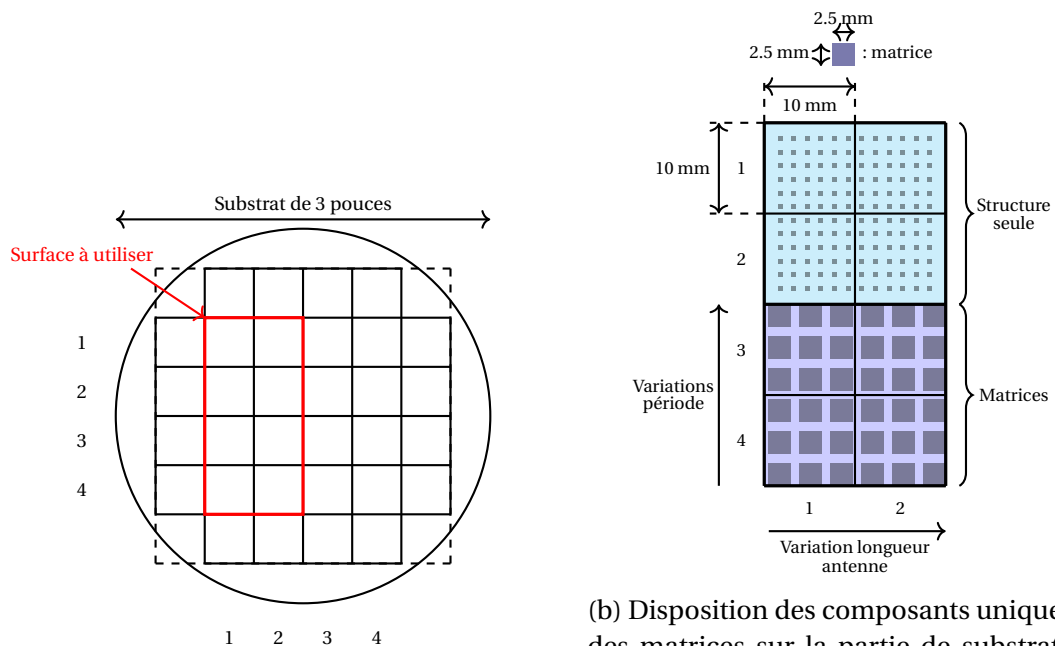 Substrat de 3 pouces
Surface à utiliser
1
2
3
4
1 2 3 4
2.5 mm
2.5 mm
: matrice
10 mm
10 mm
1
2
3
4
Structure
seule
Variations
période
Matrices
1 2
Variation longueur
antenne
(b) Disposition des composants unique
des matrices sur la partie de substrat